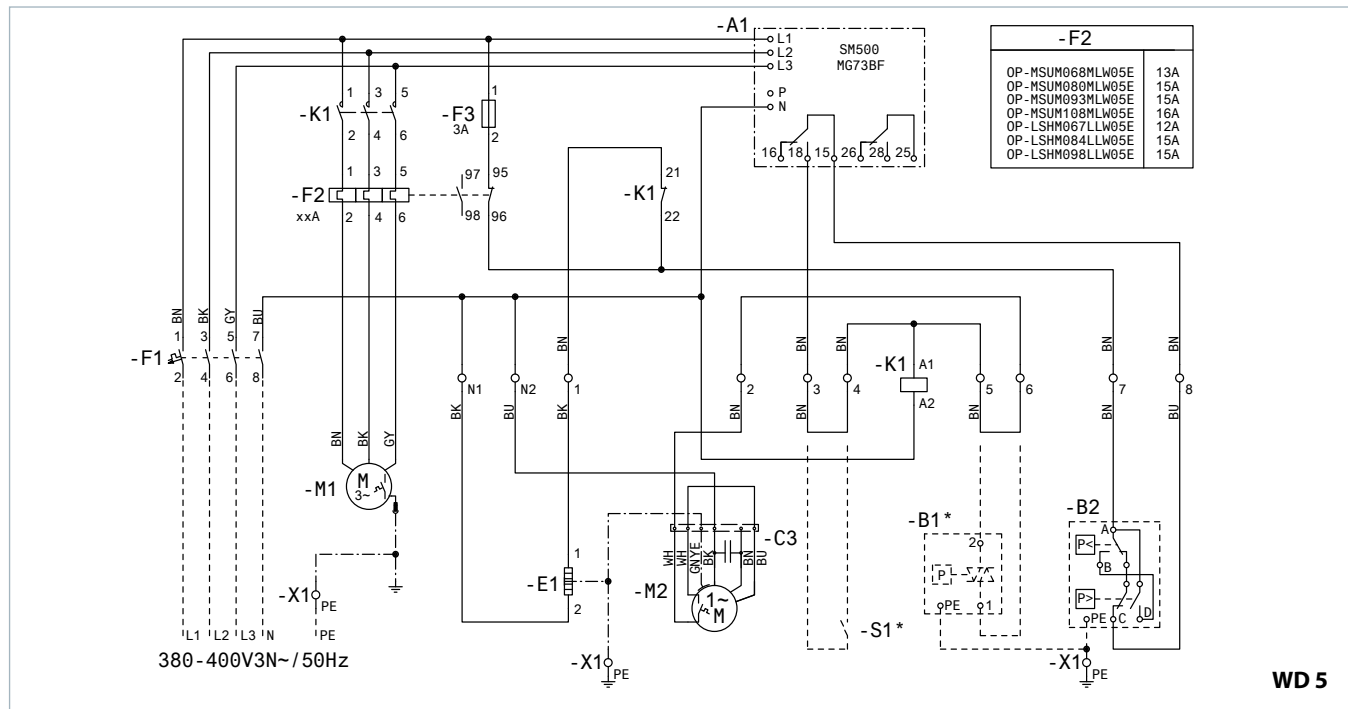 -A1
L1
L2
L3
P
N
SM500
MG73BF
16 18 15 26 28 25
-F2
OP-MSUM068MLW05E 13A
OP-MSUM080MLW05E 15A
OP-MSUM093MLW05E 15A
OP-MSUM108MLW05E 16A
OP-LSHM067LLW05E 12A
OP-LSHM084LLW05E 15A
OP-LSHM098LLW05E 15A
1 3 5
-K1
2 4 6
-F3
3A
1
2
1 3 5
-F2
xxA
2 4 6
97 95
98 96
21
-K1
22
BN BK GY BU
1 3 5 7
-F1
2 4 6 8
BN BN BN BN BN BN
N1 N2 1 2 3 4
-K1
A1
A2
5 6 7 8
BK BU BK BN BN BN BN BU
BN BK GY
-M1
M
3~
-X1
PE
L1 L2 L3 N PE
380-400V3N~/50Hz
-E1
1
2
-C3
WH WH GNYE BK BN BU
-M2
1~
M
-X1
PE
-S1*
-B1*
2
P
PE
1
-B2
A
P<
B
P>
PE
C
D
-X1
PE
WD 5